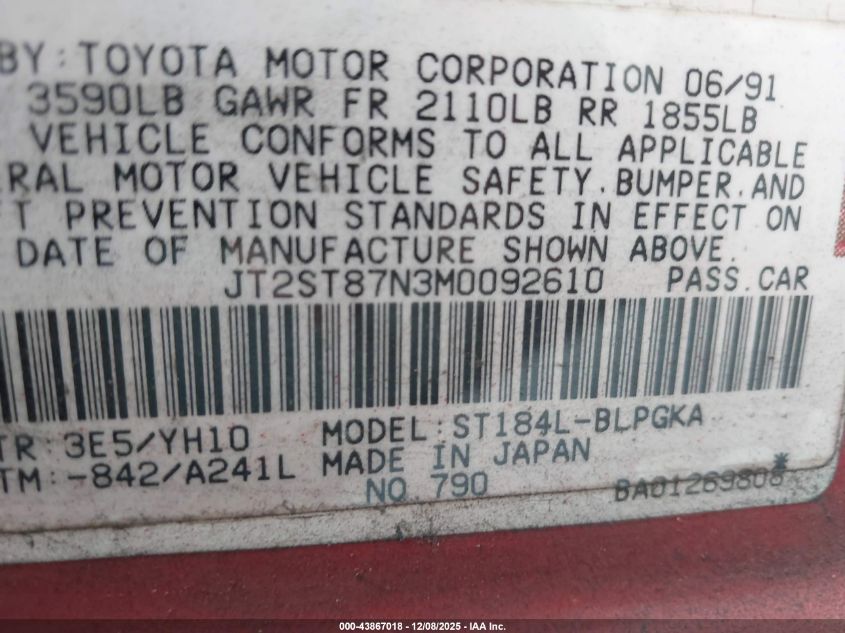 BY: TOYOTA MOTOR CORPORATION 06/91
3590LB GAWR FR 2110LB RR 1855LB
VEHICLE CONFORMS TO ALL APPLICABLE
ERAL MOTOR VEHICLE SAFETY, BUMPER, AND
FT PREVENTION STANDARDS IN EFFECT ON
DATE OF MANUFACTURE SHOWN ABOVE.
JT2ST87N3M0092610 PASS.CAR
TR: 3E5/YH10 MODEL: ST184L-BLPGKA
TM: -842/A241L MADE IN JAPAN
NO. 790 BA01269808*
000-43867018 - 12/08/2025 - IAA Inc.